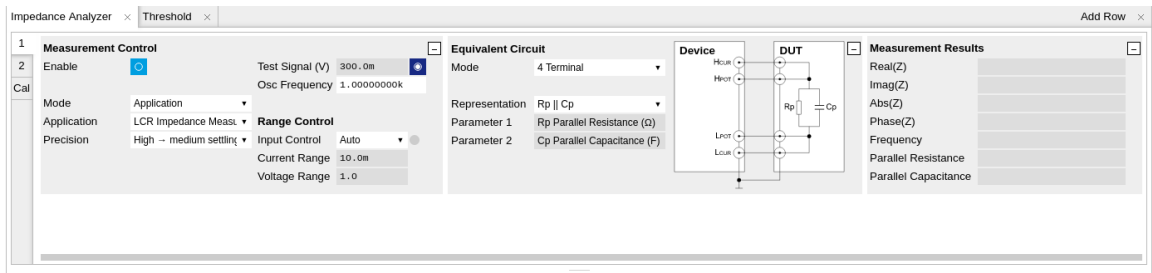 Impedance Analyzer × Threshold × Add Row ×
1
2
Cal
Measurement Control
Enable
Test Signal (V) 300.0m
Osc Frequency 1.00000000k
Mode Application
Application LCR Impedance Measu
Precision High → medium settling
Range Control
Input Control Auto
Current Range 10.0m
Voltage Range 1.0
Equivalent Circuit
Mode 4 Terminal
Representation Rp || Cp
Parameter 1 Rp Parallel Resistance (Ω)
Parameter 2 Cp Parallel Capacitance (F)
Device DUT
HCUR
HPOT
Rp Cp
LPOT
LCUR
Measurement Results
Real(Z)
Imag(Z)
Abs(Z)
Phase(Z)
Frequency
Parallel Resistance
Parallel Capacitance